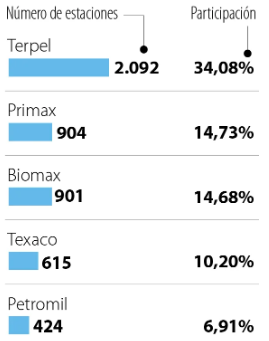 Número de estaciones Participación
Terpel
2.092 34,08%
Primax
904 14,73%
Biomax
901 14,68%
Texaco
615 10,20%
Petromil
424 6,91%